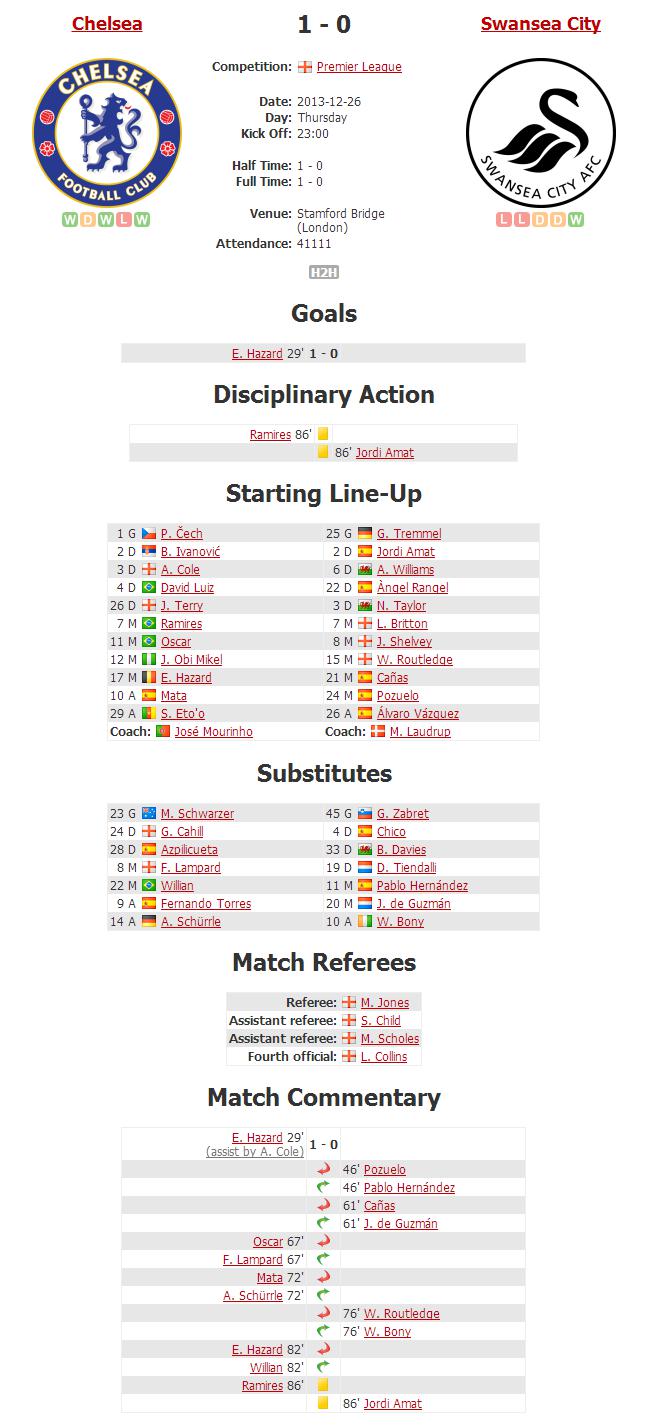 Chelsea 1 - 0 Swansea City
CHELSEA
FOOTBALL CLUB
SWANSEA CITY AFC
Competition: Premier League
Date: 2013-12-26
Day: Thursday
Kick Off: 23:00
Half Time: 1 - 0
Full Time: 1 - 0
Venue: Stamford Bridge
(London)
Attendance: 41111
W D W L W
L L D D W
H2H
Goals
E. Hazard 29' 1 - 0
Disciplinary Action
Ramires 86'
86' Jordi Amat
Starting Line-Up
1 G P. Čech 25 G G. Tremmel
2 D B. Ivanović 2 D Jordi Amat
3 D A. Cole 6 D A. Williams
4 D David Luiz 22 D Àngel Rangel
26 D J. Terry 3 D N. Taylor
7 M Ramires 7 M L. Britton
11 M Oscar 8 M J. Shelvey
12 M J. Obi Mikel 15 M W. Routledge
17 M E. Hazard 21 M Cañas
10 A Mata 24 M Pozuelo
29 A S. Eto'o 26 A Álvaro Vázquez
Coach: José Mourinho Coach: M. Laudrup
Substitutes
23 G M. Schwarzer 45 G G. Zabret
24 D G. Cahill 4 D Chico
28 D Azpilicueta 33 D B. Davies
8 M F. Lampard 19 D D. Tiendalli
22 M Willian 11 M Pablo Hernández
9 A Fernando Torres 20 M J. de Guzmán
14 A A. Schürrle 10 A W. Bony
Match Referees
Referee: M. Jones
Assistant referee: S. Child
Assistant referee: M. Scholes
Fourth official: L. Collins
Match Commentary
E. Hazard 29' 1 - 0
(assist by A. Cole)
46' Pozuelo
46' Pablo Hernández
61' Cañas
61' J. de Guzmán
Oscar 67'
F. Lampard 67'
Mata 72'
A. Schürrle 72'
76' W. Routledge
76' W. Bony
E. Hazard 82'
Willian 82'
Ramires 86'
86' Jordi Amat